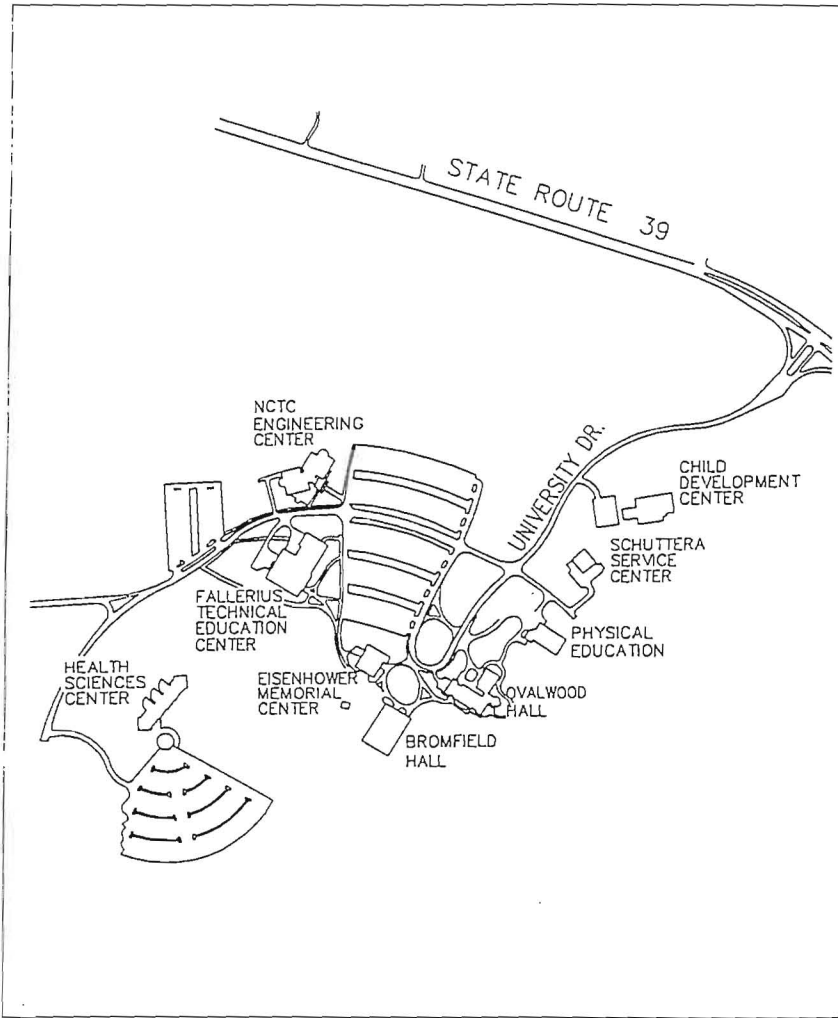 STATE ROUTE 39
NCTC
ENGINEERING
CENTER
UNIVERSITY DR.
CHILD
DEVELOPMENT
CENTER
SCHUTTERA
SERVICE
CENTER
FALLERIUS
TECHNICAL
EDUCATION
CENTER
PHYSICAL
EDUCATION
HEALTH
SCIENCES
CENTER
EISENHOWER
MEMORIAL
CENTER
OVALWOOD
HALL
BROMFIELD
HALL